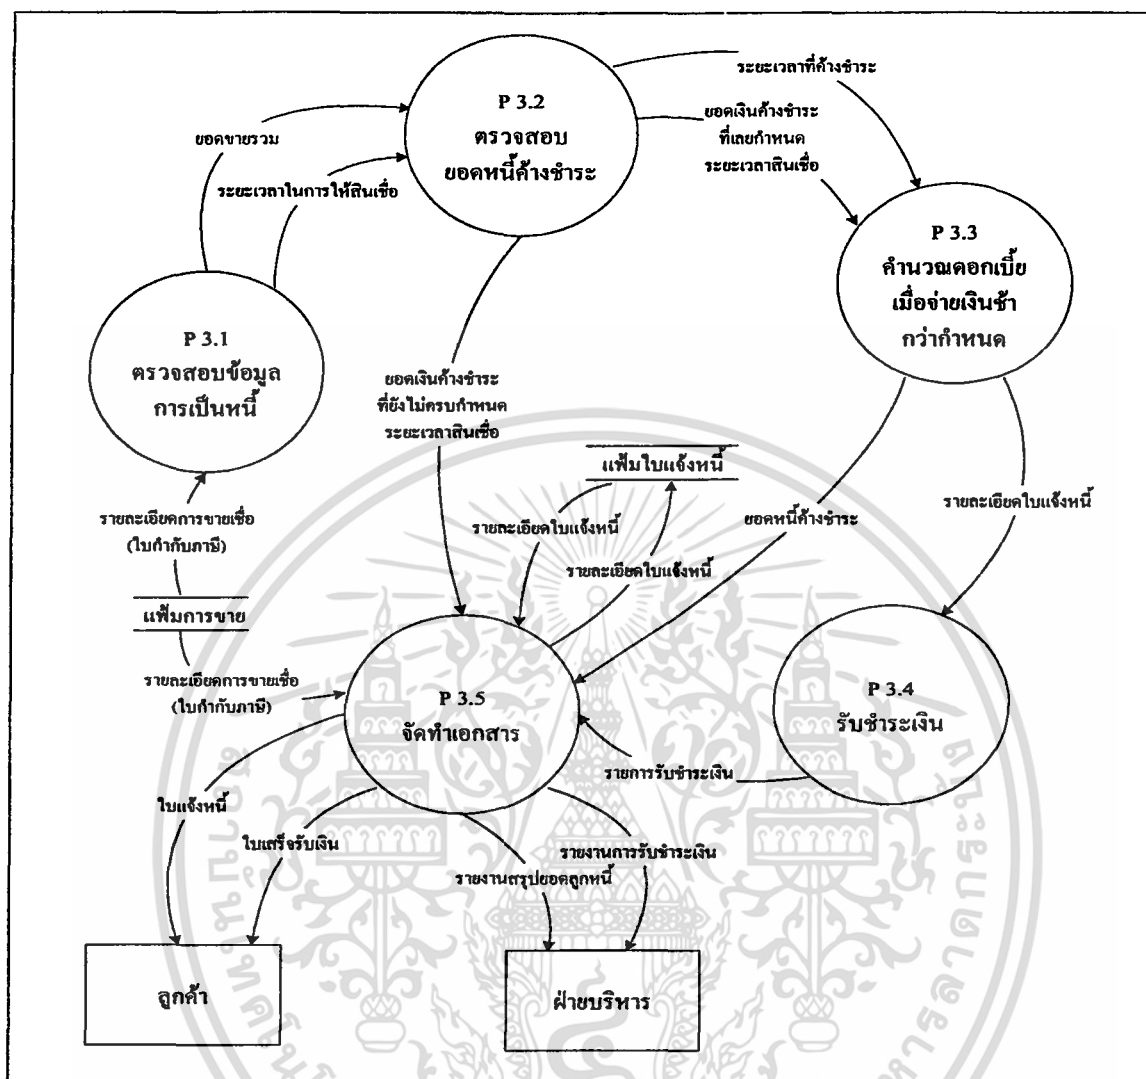 ระยะเวลาที่ค้างชำระ
P 3.2
ตรวจสอบ
ยอดหนี้ค้างชำระ
ยอดเงินค้างชำระ
ที่เลยกำหนด
ระยะเวลาสินเชื่อ
ยอดขายรวม
ระยะเวลาในการให้สินเชื่อ
P 3.3
คำนวณดอกเบี้ย
เมื่อจ่ายเงินช้า
กว่ากำหนด
P 3.1
ตรวจสอบข้อมูล
การเป็นหนี้
ยอดเงินค้างชำระ
ที่ยังไม่ครบกำหนด
ระยะเวลาสินเชื่อ
แฟ้มใบแจ้งหนี้
รายละเอียดการขายเชื่อ
(ใบกำกับภาษี)
รายละเอียดใบแจ้งหนี้
ยอดหนี้ค้างชำระ
รายละเอียดใบแจ้งหนี้
รายละเอียดใบแจ้งหนี้
แฟ้มการขาย
รายละเอียดการขายเชื่อ
(ใบกำกับภาษี)
P 3.5
จัดทำเอกสาร
P 3.4
รับชำระเงิน
รายการรับชำระเงิน
ใบแจ้งหนี้
ใบเสร็จรับเงิน
รายงานการรับชำระเงิน
รายงานสรุปยอดลูกหนี้
ลูกค้า
ฝ่ายบริหาร